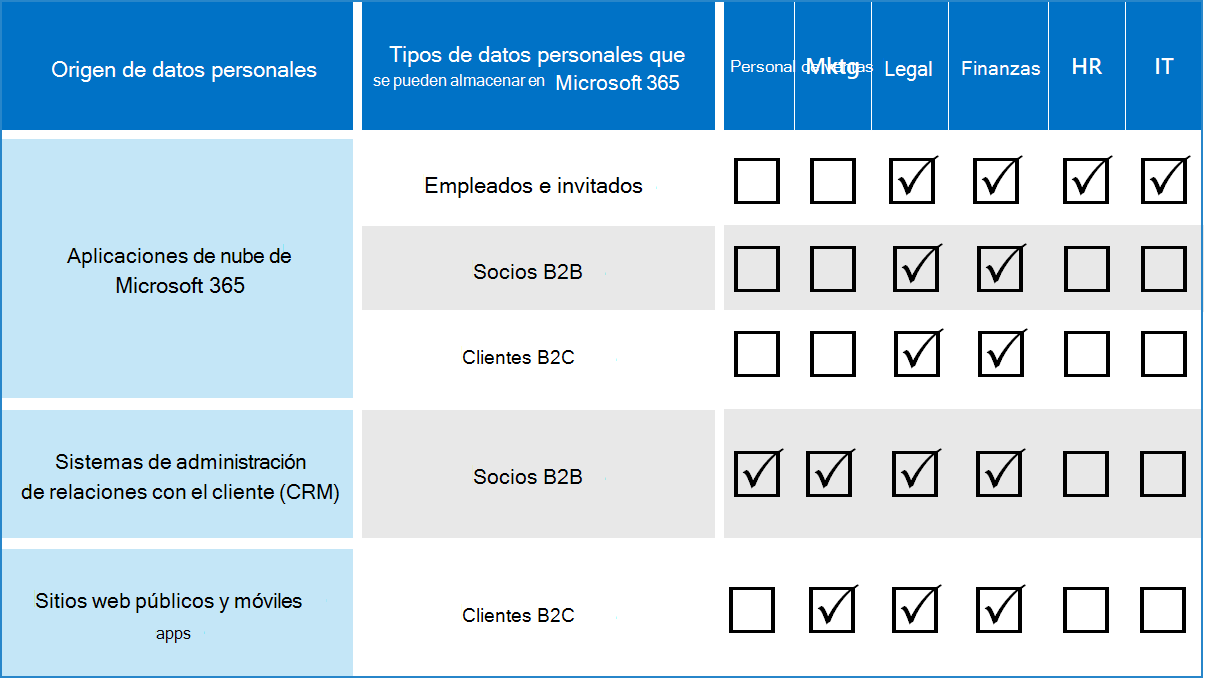 Origen de datos personales
Tipos de datos personales que
se pueden almacenar en Microsoft 365
Personal de ventas
Mktg
Legal
Finanzas
HR
IT
Aplicaciones de nube de
Microsoft 365
Empleados e invitados
Socios B2B
Clientes B2C
Sistemas de administración
de relaciones con el cliente (CRM)
Socios B2B
Sitios web públicos y móviles
apps
Clientes B2C